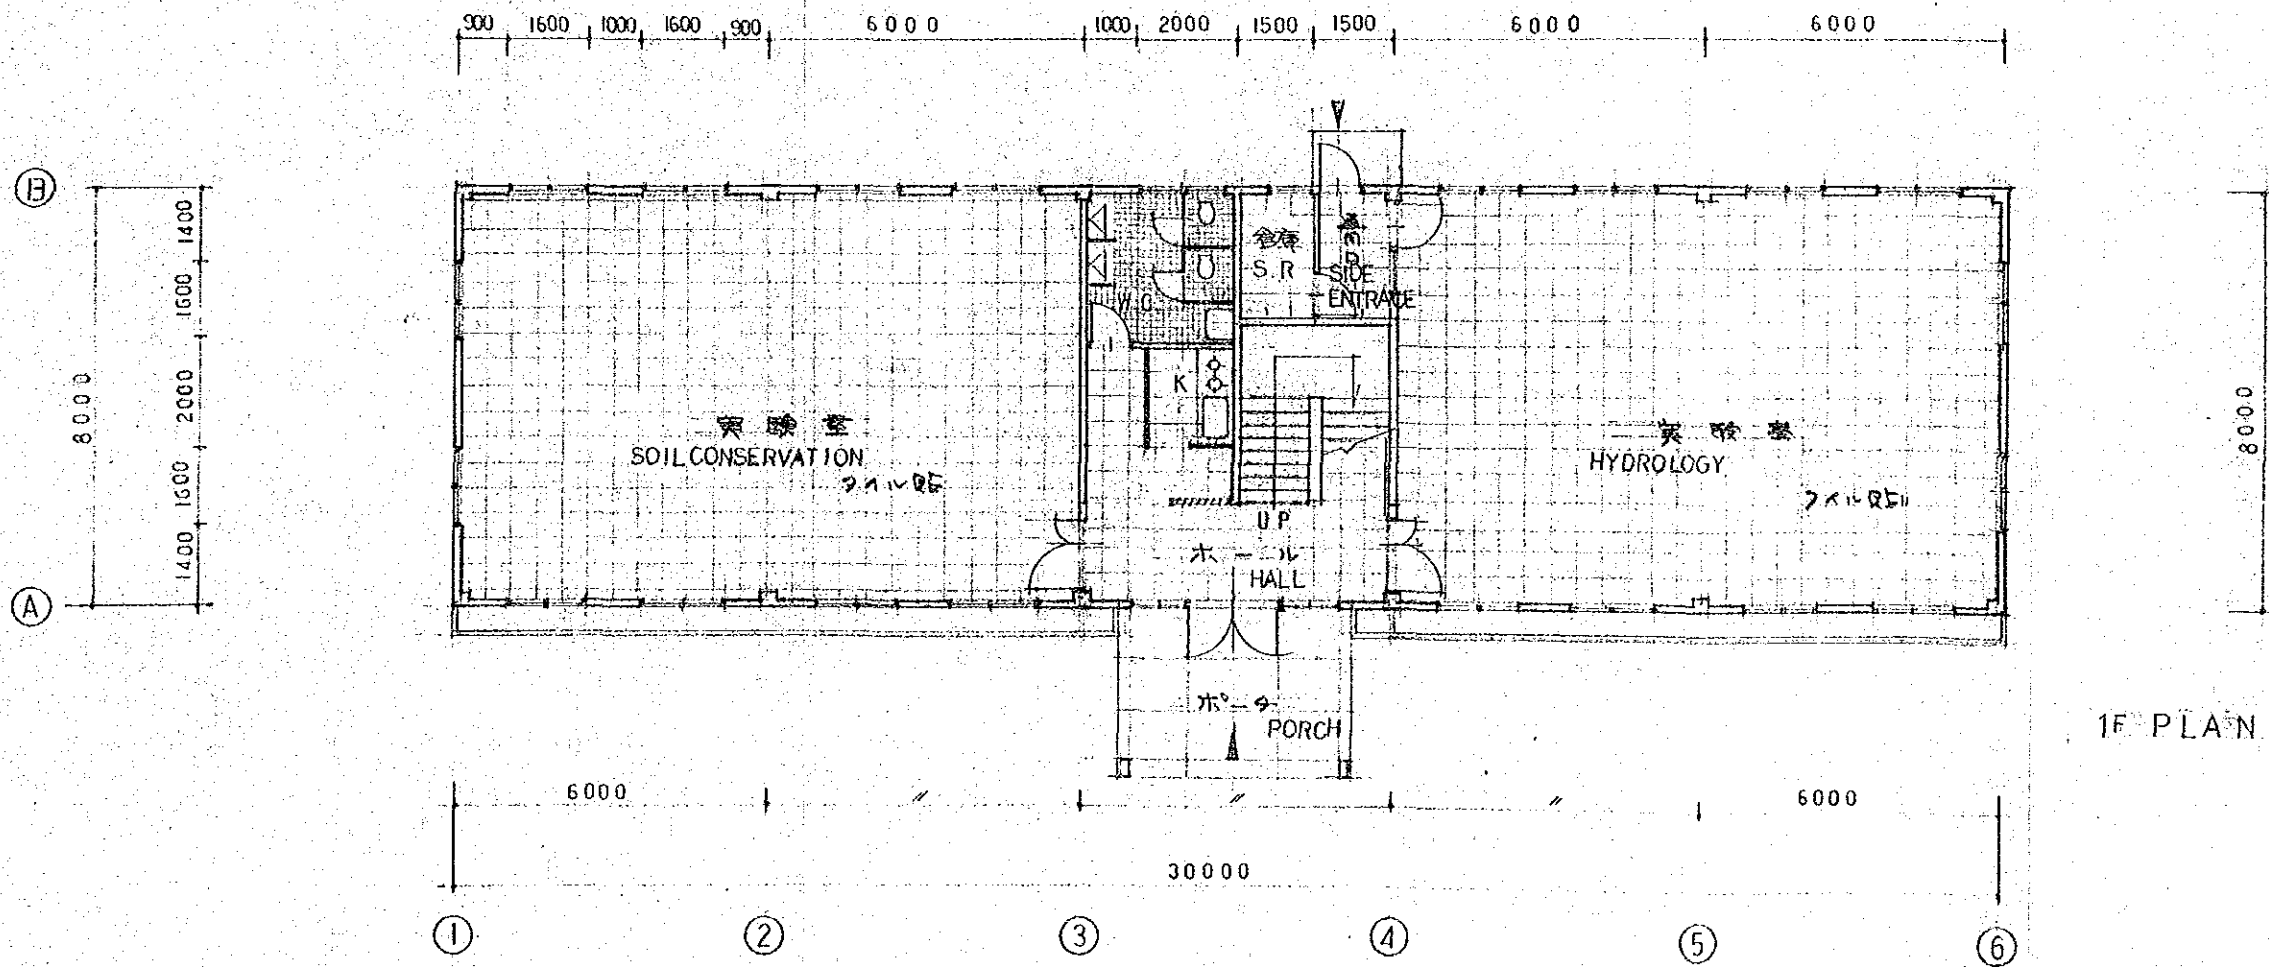 900 1600 1000 1600 900 6000 1000 2000 1500 1500 6000 6000
B
1400
1600
2000
1600
1400
8000
A
8000
倉庫
S.R
SIDE
ENTRACE
W.C.
K
実験室
SOIL CONSERVATION
実験室
HYDROLOGY
UP
ホール
HALL
ポーチ
PORCH
1F PLAN
6000 〃 〃 〃 6000
30000
1 2 3 4 5 6